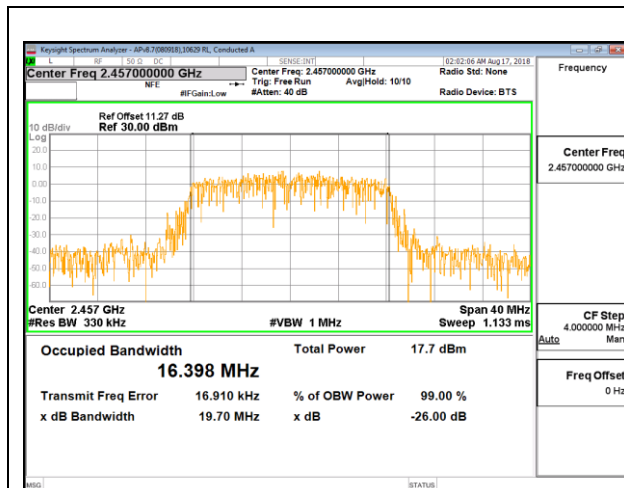 Keysight Spectrum Analyzer - APv8.7(080918),10629 RL, Conducted A
L RF 50 Ω DC SENSE:INT 02:02:06 AM Aug 17, 2018
Center Freq 2.457000000 GHz
NFE
#IFGain:Low
Center Freq: 2.457000000 GHz
Trig: Free Run Avg|Hold: 10/10
#Atten: 40 dB
Radio Std: None
Radio Device: BTS
Frequency
Ref Offset 11.27 dB
10 dB/div Ref 30.00 dBm
Log
20.0
10.0
0.00
-10.0
-20.0
-30.0
-40.0
-50.0
-60.0
Center 2.457 GHz Span 40 MHz
#Res BW 330 kHz #VBW 1 MHz Sweep 1.133 ms
Center Freq
2.457000000 GHz
CF Step
4.000000 MHz
Auto Man
Freq Offset
0 Hz
Occupied Bandwidth Total Power 17.7 dBm
16.398 MHz
Transmit Freq Error 16.910 kHz % of OBW Power 99.00 %
x dB Bandwidth 19.70 MHz x dB -26.00 dB
MSG STATUS